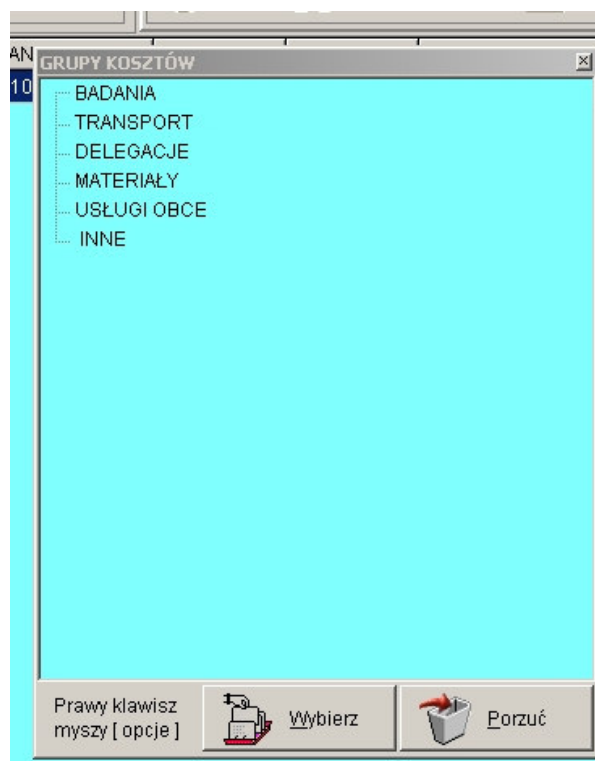 AN
GRUPY KOSZTÓW
10
BADANIA
TRANSPORT
DELEGACJE
MATERIAŁY
USŁUGI OBCE
INNE
Prawy klawisz
myszy [ opcje ]
Wybierz
Porzuć